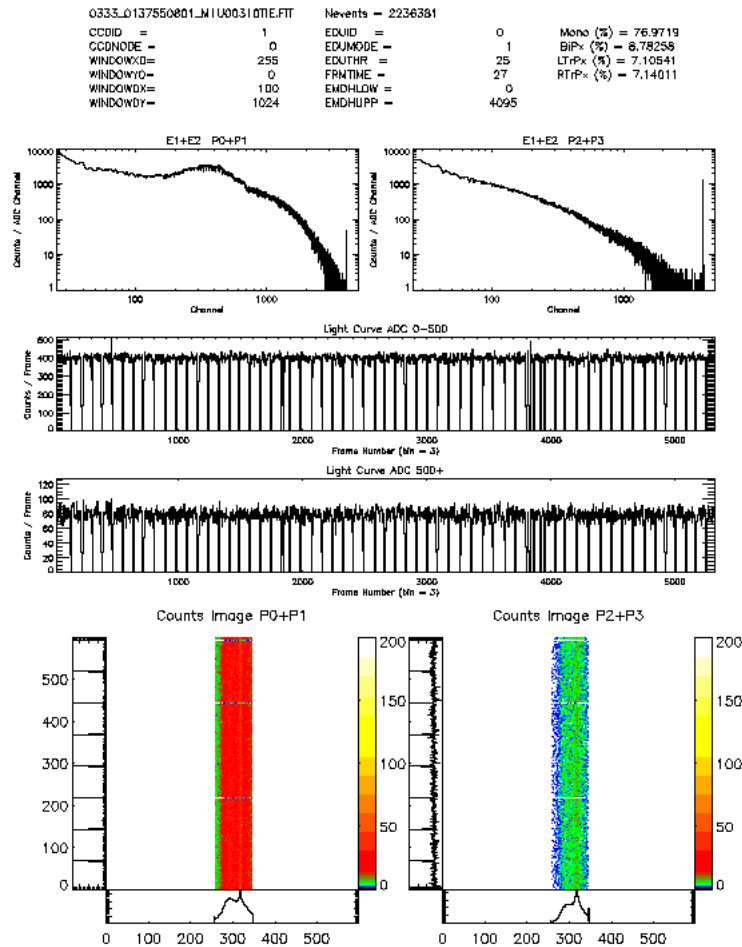 0333_0137550801_M1U00310TIE.FIT Nevents = 2236381
CCDID = 1 EDUID = 0 Mono (%) = 76.9719
CCDNODE = 0 EDUMODE = 1 BiPx (%) = 8.78258
WINDOWX0= 255 EDUTHR = 25 LTrPx (%) = 7.10541
WINDOWY0= 0 FRMTIME = 27 RTrPx (%) = 7.14011
WINDOWDX= 100 EMDHLOW = 0
WINDOWDY= 1024 EMDHUPP = 4095
E1+E2 P0+P1 E1+E2 P2+P3
10000 10000
1000 1000
100 100
10 10
1 1
Counts / ADC Channel Counts / ADC Channel
100 1000 100 1000
Channel Channel
Light Curve ADC 0-500
500
400
300
200
100
0
Counts / Frame
1000 2000 3000 4000 5000
Frame Number (bin = 3)
Light Curve ADC 500+
120
100
80
60
40
20
0
Counts / Frame
1000 2000 3000 4000 5000
Frame Number (bin = 3)
Counts Image P0+P1 Counts Image P2+P3
500
400
300
200
100
0
200
150
100
50
0
200
150
100
50
0
0 100 200 300 400 500 0 100 200 300 400 500